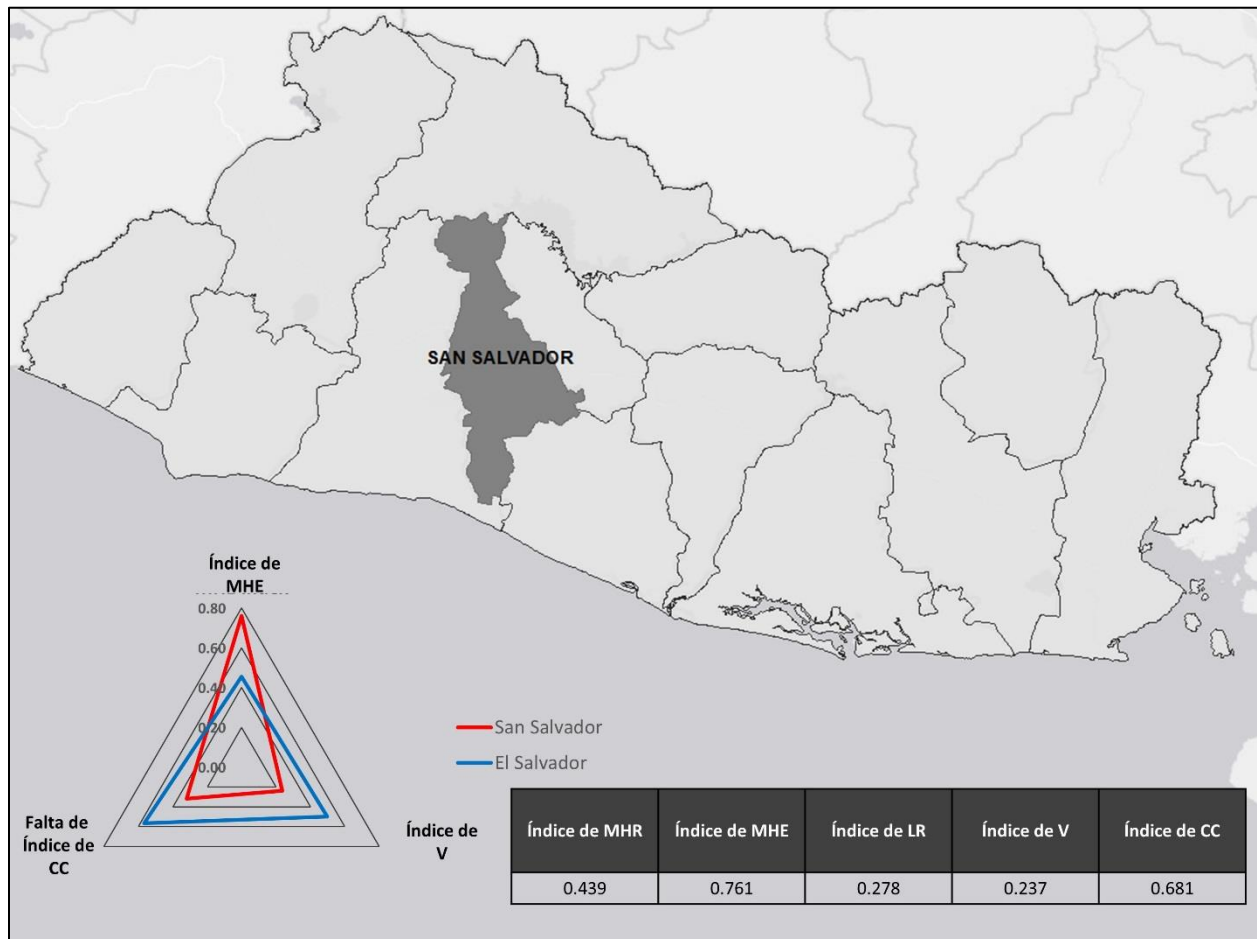 SAN SALVADOR
Índice de
MHE
0.80
0.60
0.40
0.20
0.00
Falta de
Índice de
CC
Índice de
V
San Salvador
El Salvador
Índice de MHR Índice de MHE Índice de LR Índice de V Índice de CC
0.439 0.761 0.278 0.237 0.681